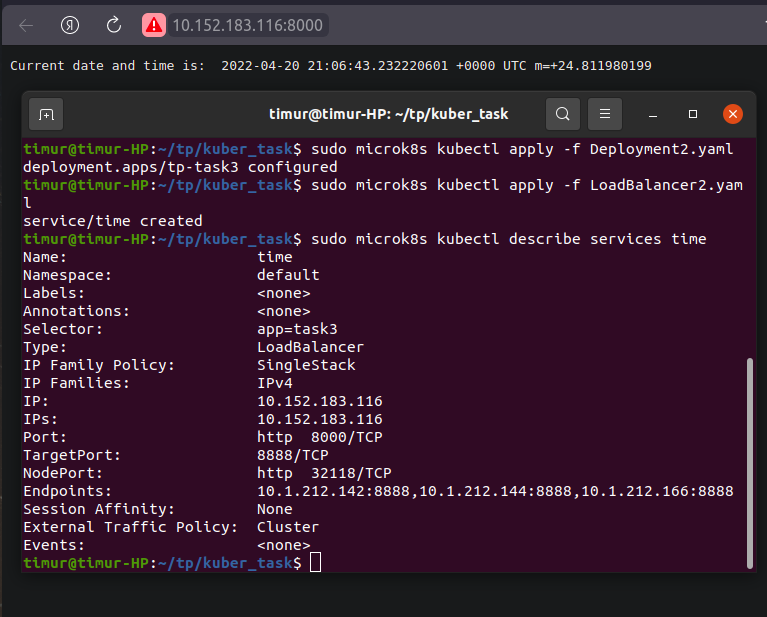 Я 10.152.183.116:8000
Current date and time is:  2022-04-20 21:06:43.232220601 +0000 UTC m=+24.811980199
timur@timur-HP: ~/tp/kuber_task
timur@timur-HP:~/tp/kuber_task$ sudo microk8s kubectl apply -f Deployment2.yaml
deployment.apps/tp-task3 configured
timur@timur-HP:~/tp/kuber_task$ sudo microk8s kubectl apply -f LoadBalancer2.yam
l
service/time created
timur@timur-HP:~/tp/kuber_task$ sudo microk8s kubectl describe services time
Name:                     time
Namespace:                default
Labels:                   <none>
Annotations:              <none>
Selector:                 app=task3
Type:                     LoadBalancer
IP Family Policy:         SingleStack
IP Families:              IPv4
IP:                       10.152.183.116
IPs:                      10.152.183.116
Port:                     http  8000/TCP
TargetPort:               8888/TCP
NodePort:                 http  32118/TCP
Endpoints:                10.1.212.142:8888,10.1.212.144:8888,10.1.212.166:8888
Session Affinity:         None
External Traffic Policy:  Cluster
Events:                   <none>
timur@timur-HP:~/tp/kuber_task$